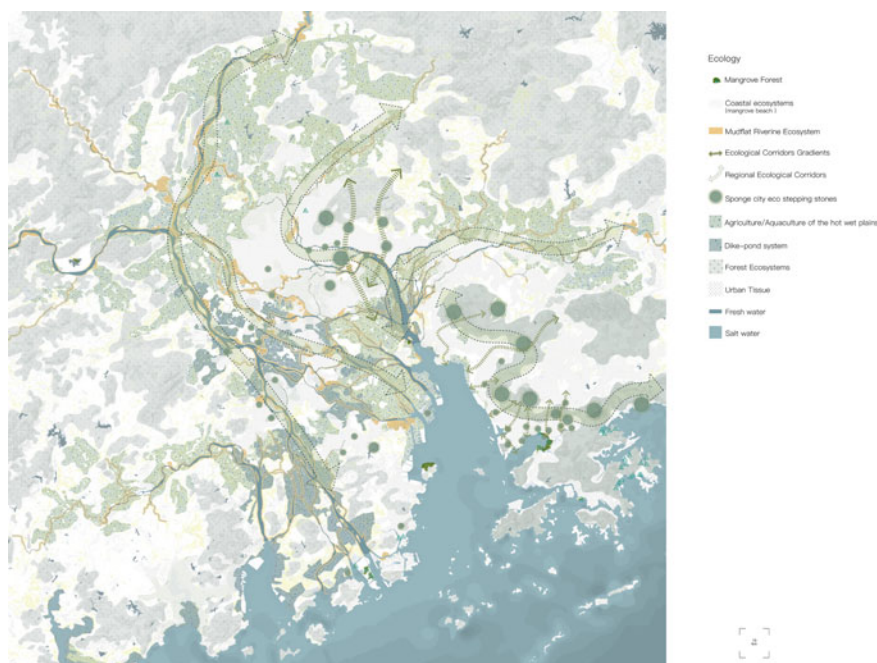 Ecology
Mangrove Forest
Coastal ecosystems
(mangrove beach )
Mudflat Riverine Ecosystem
Ecological Corridors Gradients
Regional Ecological Corridors
Sponge city eco stepping stones
Agriculture/Aquaculture of the hot wet plains
Dike-pond system
Forest Ecosystems
Urban Tissue
Fresh water
Salt water